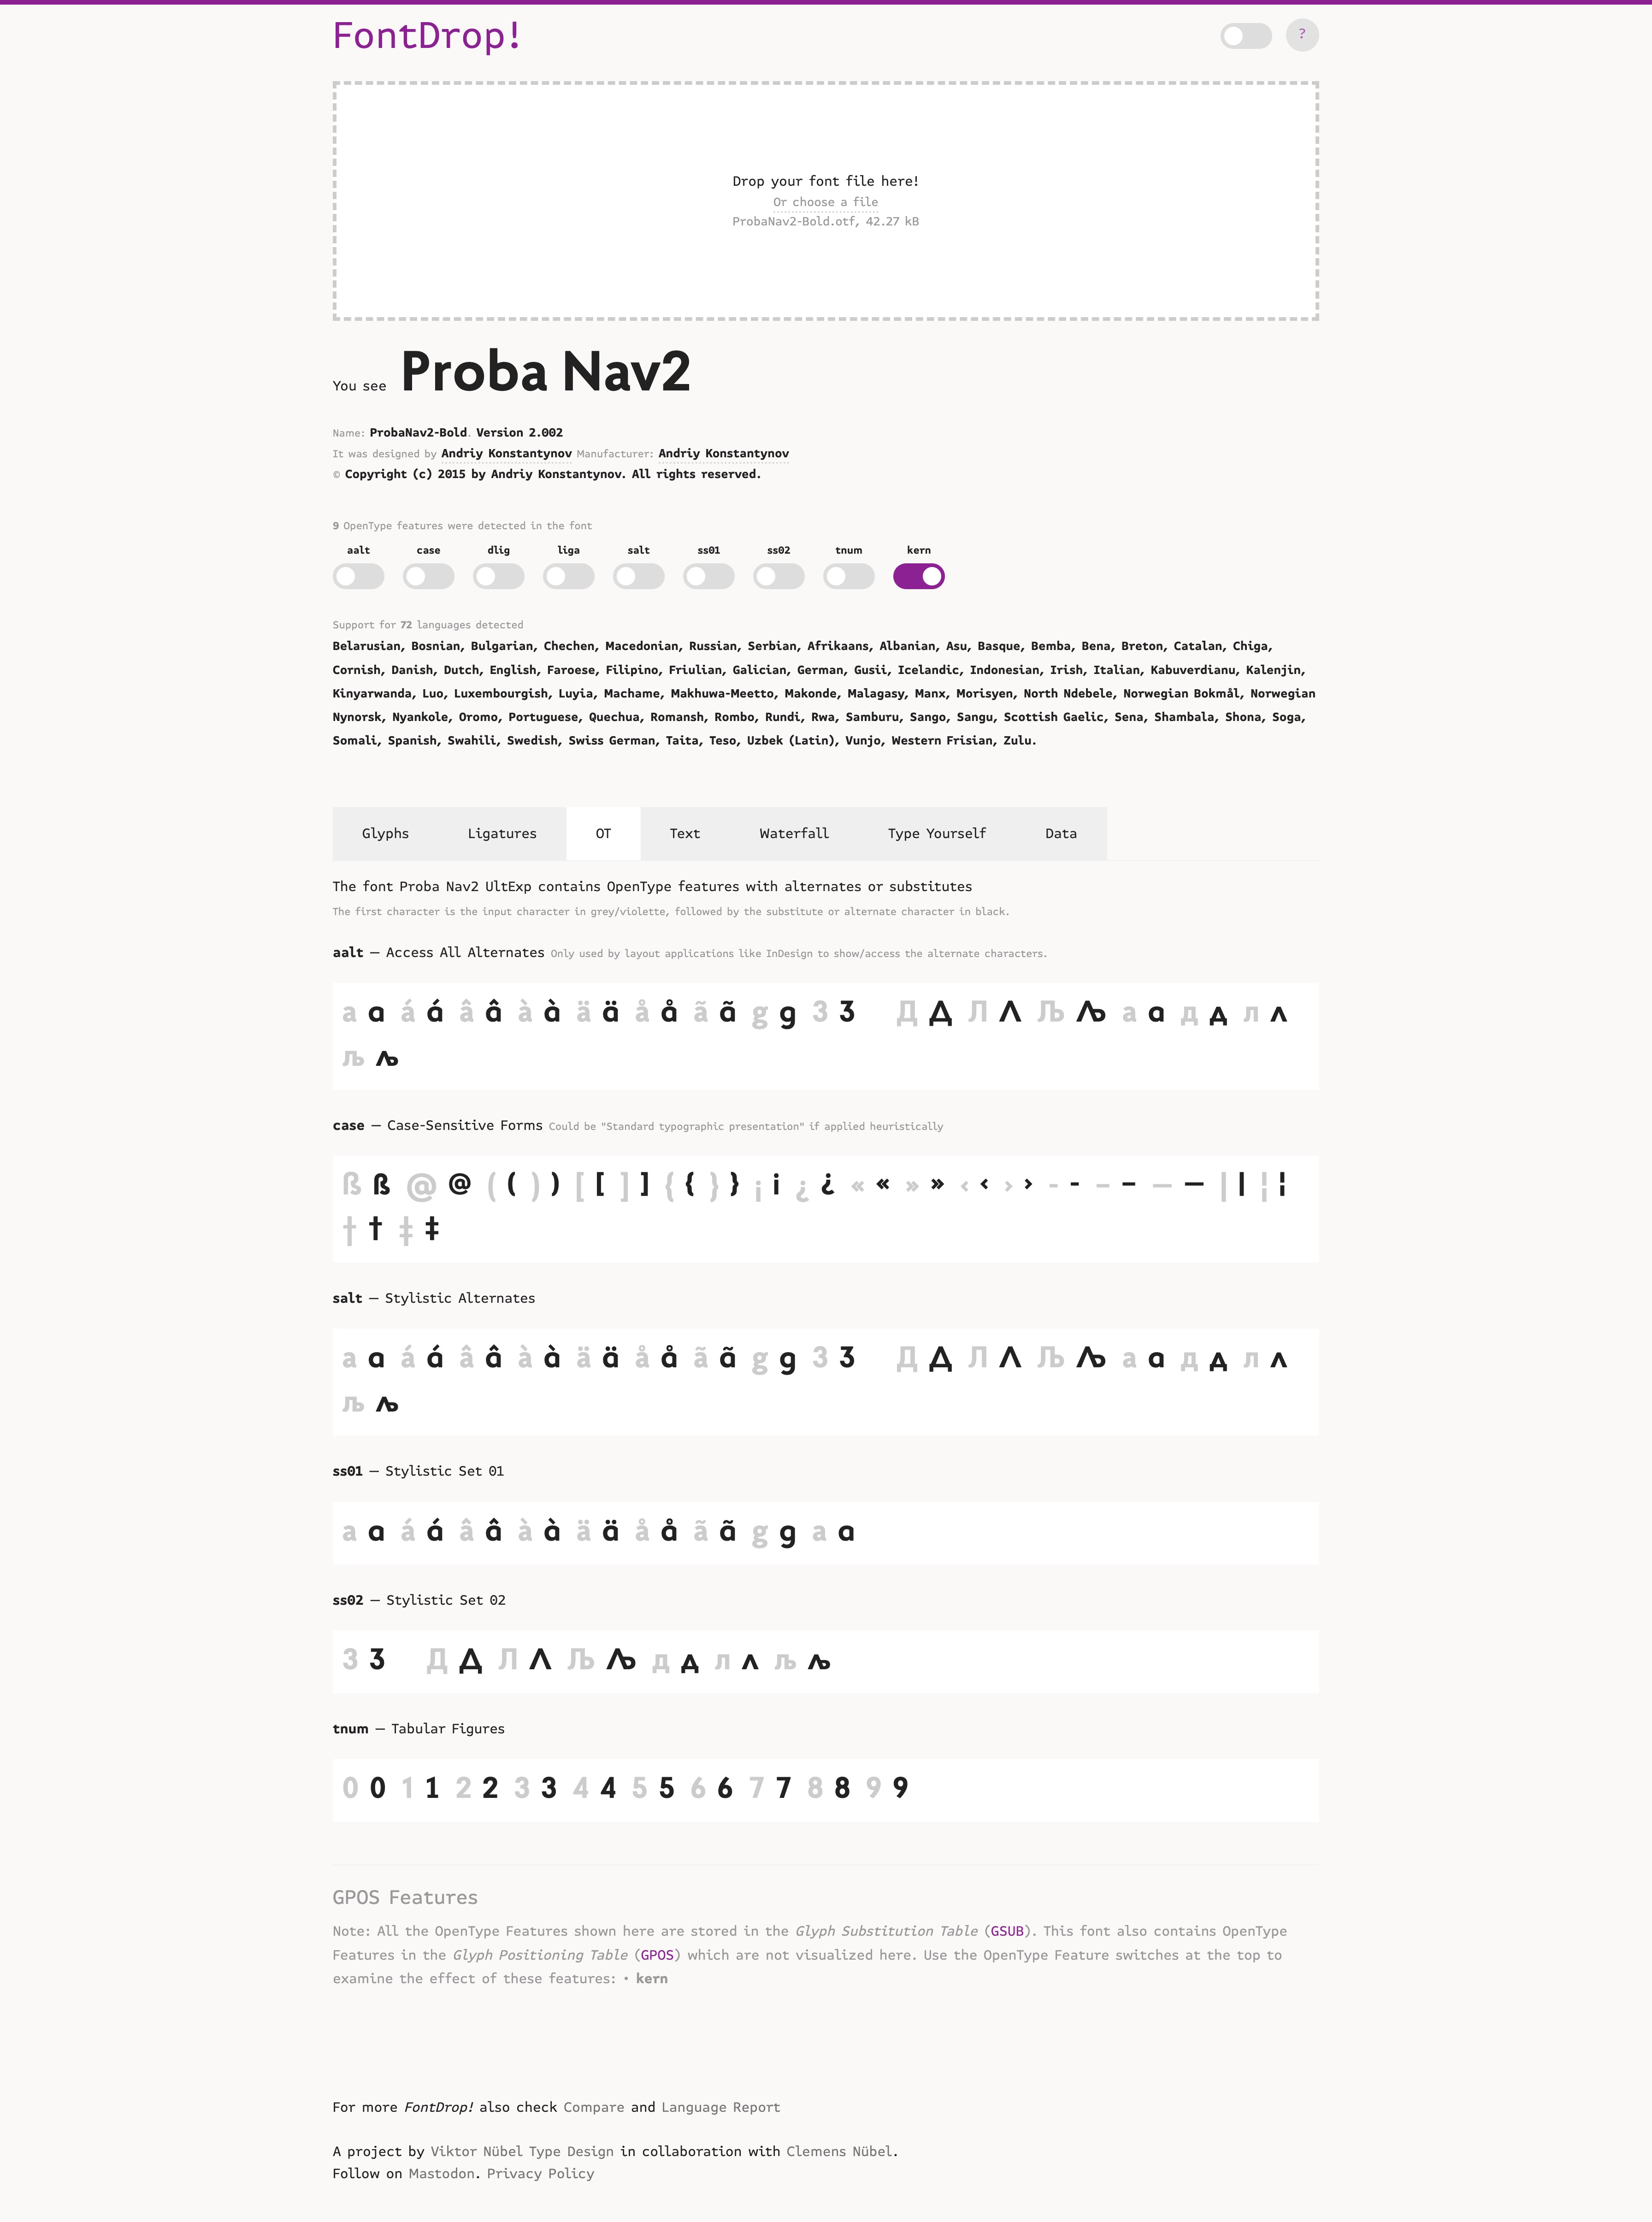 FontDrop!
?
Drop your font file here!
Or choose a file
ProbaNav2-Bold.otf, 42.27 kB
You see Proba Nav2
Name: ProbaNav2-Bold. Version 2.002
It was designed by Andriy Konstantynov Manufacturer: Andriy Konstantynov
© Copyright (c) 2015 by Andriy Konstantynov. All rights reserved.
9 OpenType features were detected in the font
aalt case dlig liga salt ss01 ss02 tnum kern
Support for 72 languages detected
Belarusian, Bosnian, Bulgarian, Chechen, Macedonian, Russian, Serbian, Afrikaans, Albanian, Asu, Basque, Bemba, Bena, Breton, Catalan, Chiga,
Cornish, Danish, Dutch, English, Faroese, Filipino, Friulian, Galician, German, Gusii, Icelandic, Indonesian, Irish, Italian, Kabuverdianu, Kalenjin,
Kinyarwanda, Luo, Luxembourgish, Luyia, Machame, Makhuwa-Meetto, Makonde, Malagasy, Manx, Morisyen, North Ndebele, Norwegian Bokmål, Norwegian
Nynorsk, Nyankole, Oromo, Portuguese, Quechua, Romansh, Rombo, Rundi, Rwa, Samburu, Sango, Sangu, Scottish Gaelic, Sena, Shambala, Shona, Soga,
Somali, Spanish, Swahili, Swedish, Swiss German, Taita, Teso, Uzbek (Latin), Vunjo, Western Frisian, Zulu.
Glyphs Ligatures OT Text Waterfall Type Yourself Data
The font Proba Nav2 UltExp contains OpenType features with alternates or substitutes
The first character is the input character in grey/violette, followed by the substitute or alternate character in black.
aalt — Access All Alternates Only used by layout applications like InDesign to show/access the alternate characters.
a a á á â â à à ä ä å å ã ã g g 3 3 Д Д Л Л Љ Љ а а д д л л
љ љ
case — Case-Sensitive Forms Could be "Standard typographic presentation" if applied heuristically
ß ß @ @ ( ( ) ) [ [ ] ] { { } } ¡ ¡ ¿ ¿ « « » » ‹ ‹ › › - - – – — — | | ¦ ¦
† † ‡ ‡
salt — Stylistic Alternates
a a á á â â à à ä ä å å ã ã g g 3 3 Д Д Л Л Љ Љ а а д д л л
љ љ
ss01 — Stylistic Set 01
a a á á â â à à ä ä å å ã ã g g а а
ss02 — Stylistic Set 02
3 3 Д Д Л Л Љ Љ д д л л љ љ
tnum — Tabular Figures
0 0 1 1 2 2 3 3 4 4 5 5 6 6 7 7 8 8 9 9
GPOS Features
Note: All the OpenType Features shown here are stored in the Glyph Substitution Table (GSUB). This font also contains OpenType
Features in the Glyph Positioning Table (GPOS) which are not visualized here. Use the OpenType Feature switches at the top to
examine the effect of these features: • kern
For more FontDrop! also check Compare and Language Report
A project by Viktor Nübel Type Design in collaboration with Clemens Nübel.
Follow on Mastodon. Privacy Policy